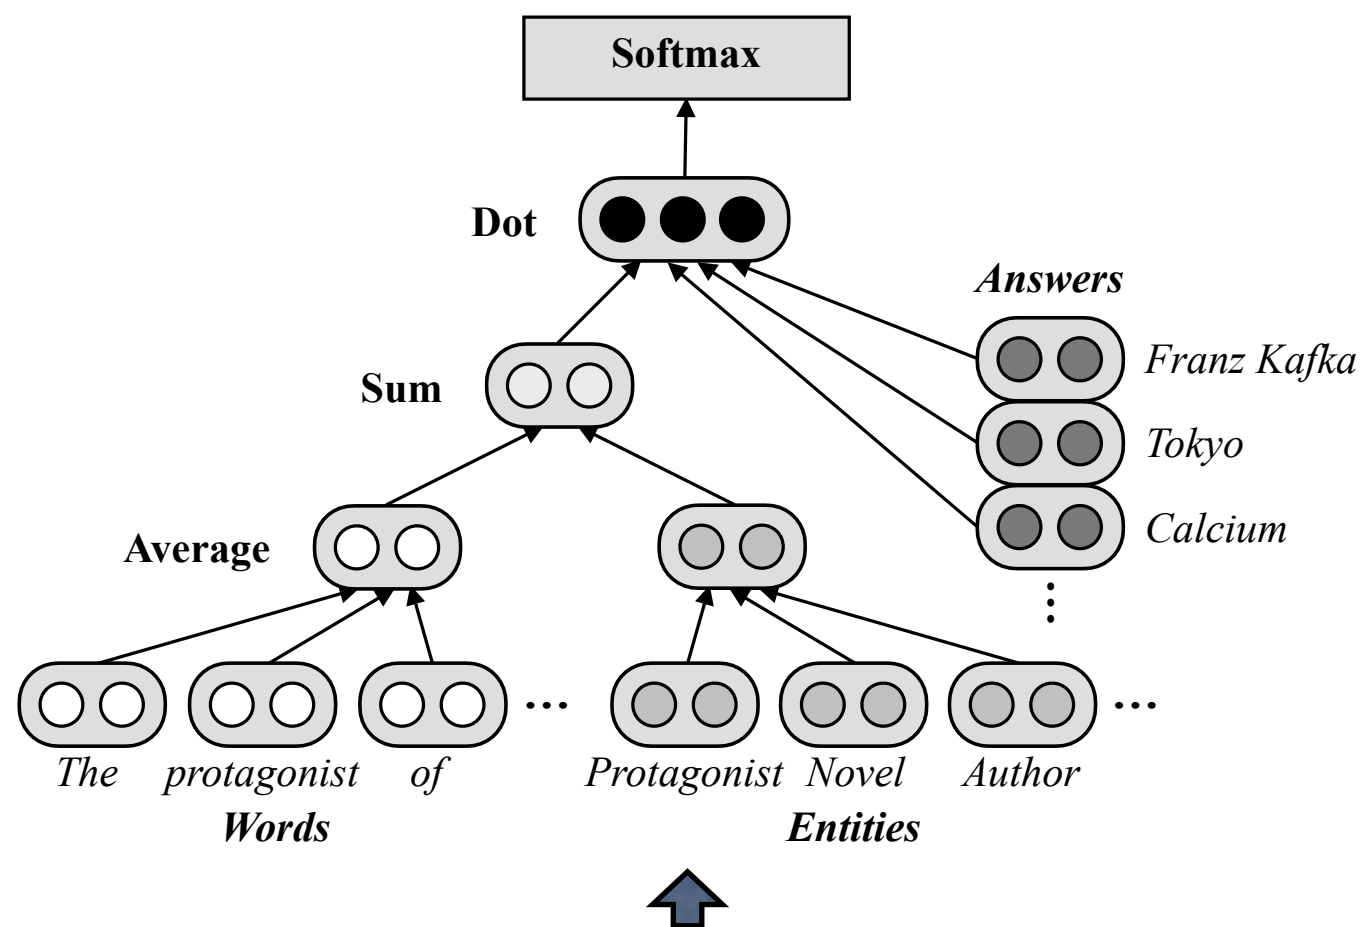 Softmax
Dot
Answers
Franz Kafka
Sum
Tokyo
Calcium
Average
...
... ...
The protagonist of Protagonist Novel Author
Words Entities